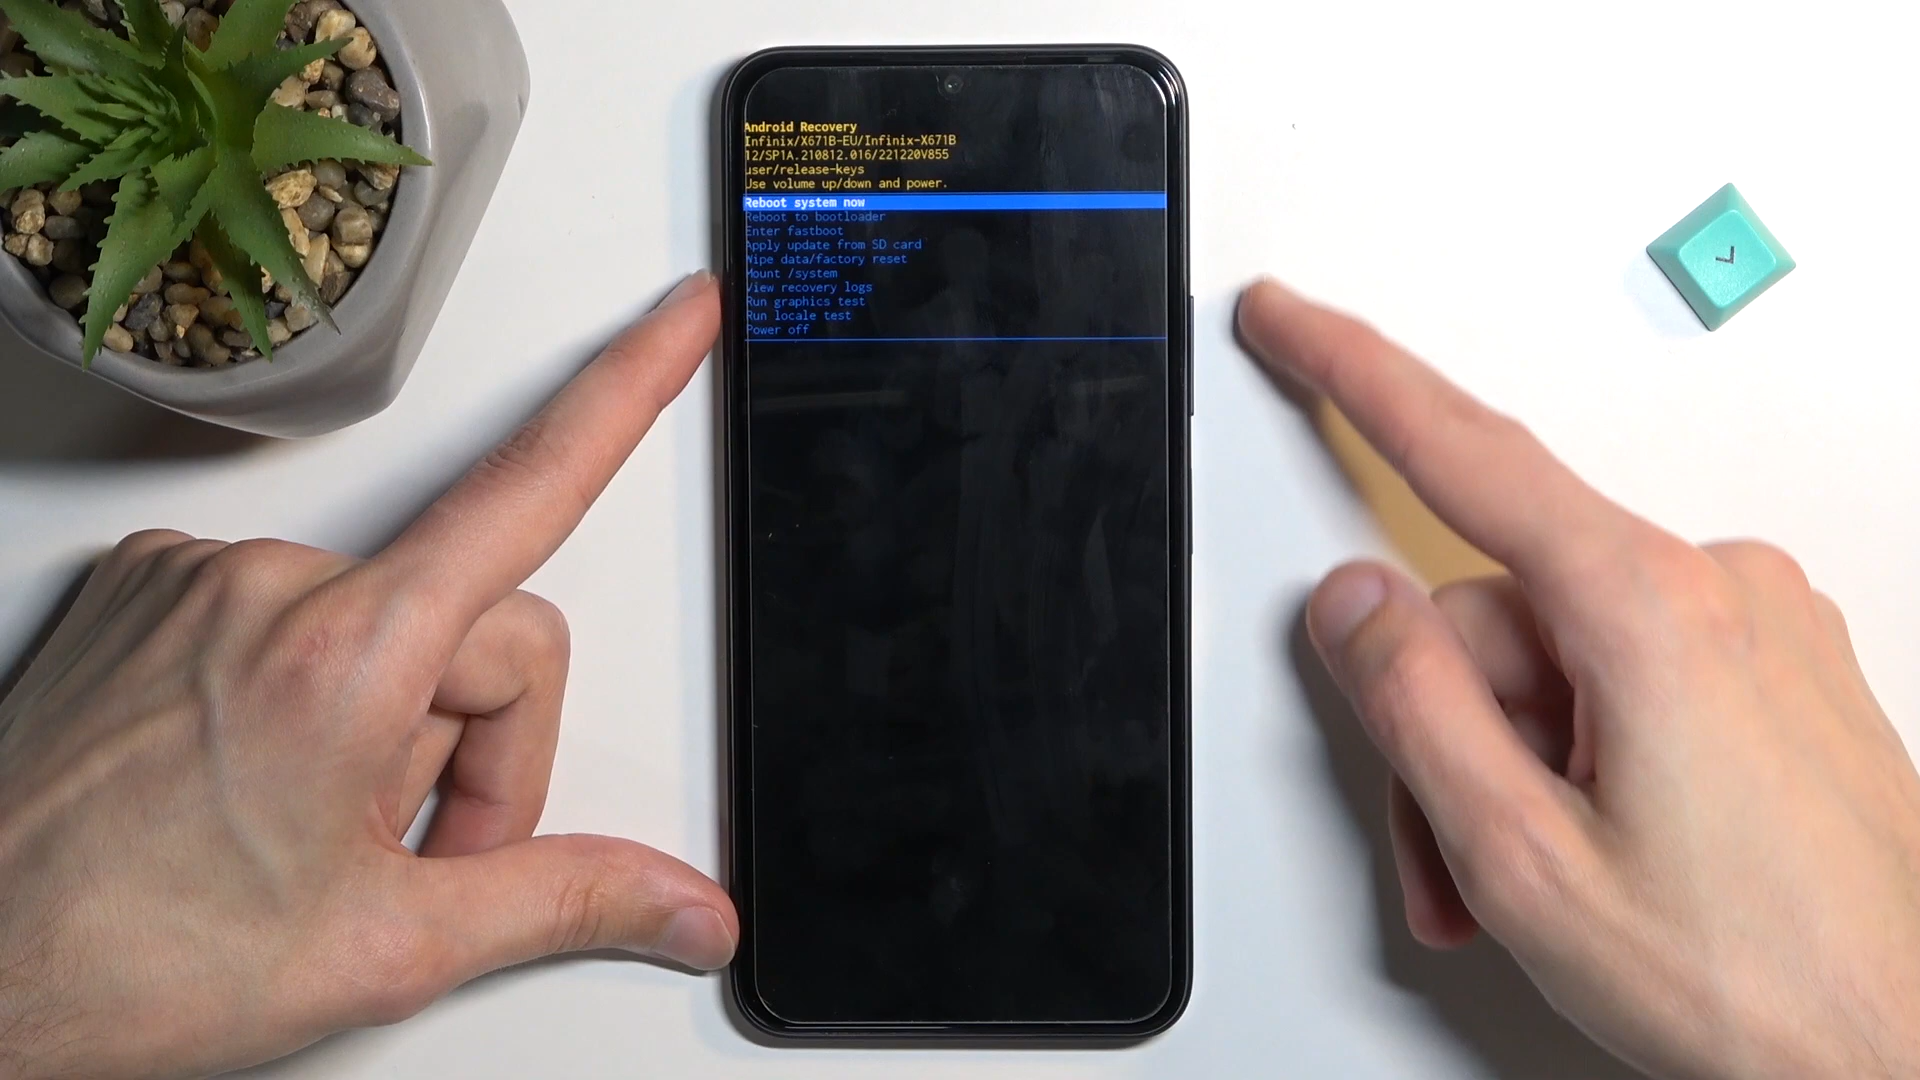 Android Recovery
Infinix/X671B-EU/Infinix-X671B
12/SP1A.210812.016/221220V855
user/release-keys
Use volume up/down and power.
Reboot system now
Reboot to bootloader
Enter fastboot
Apply update from SD card
Wipe data/factory reset
Mount /system
View recovery logs
Run graphics test
Run locale test
Power off